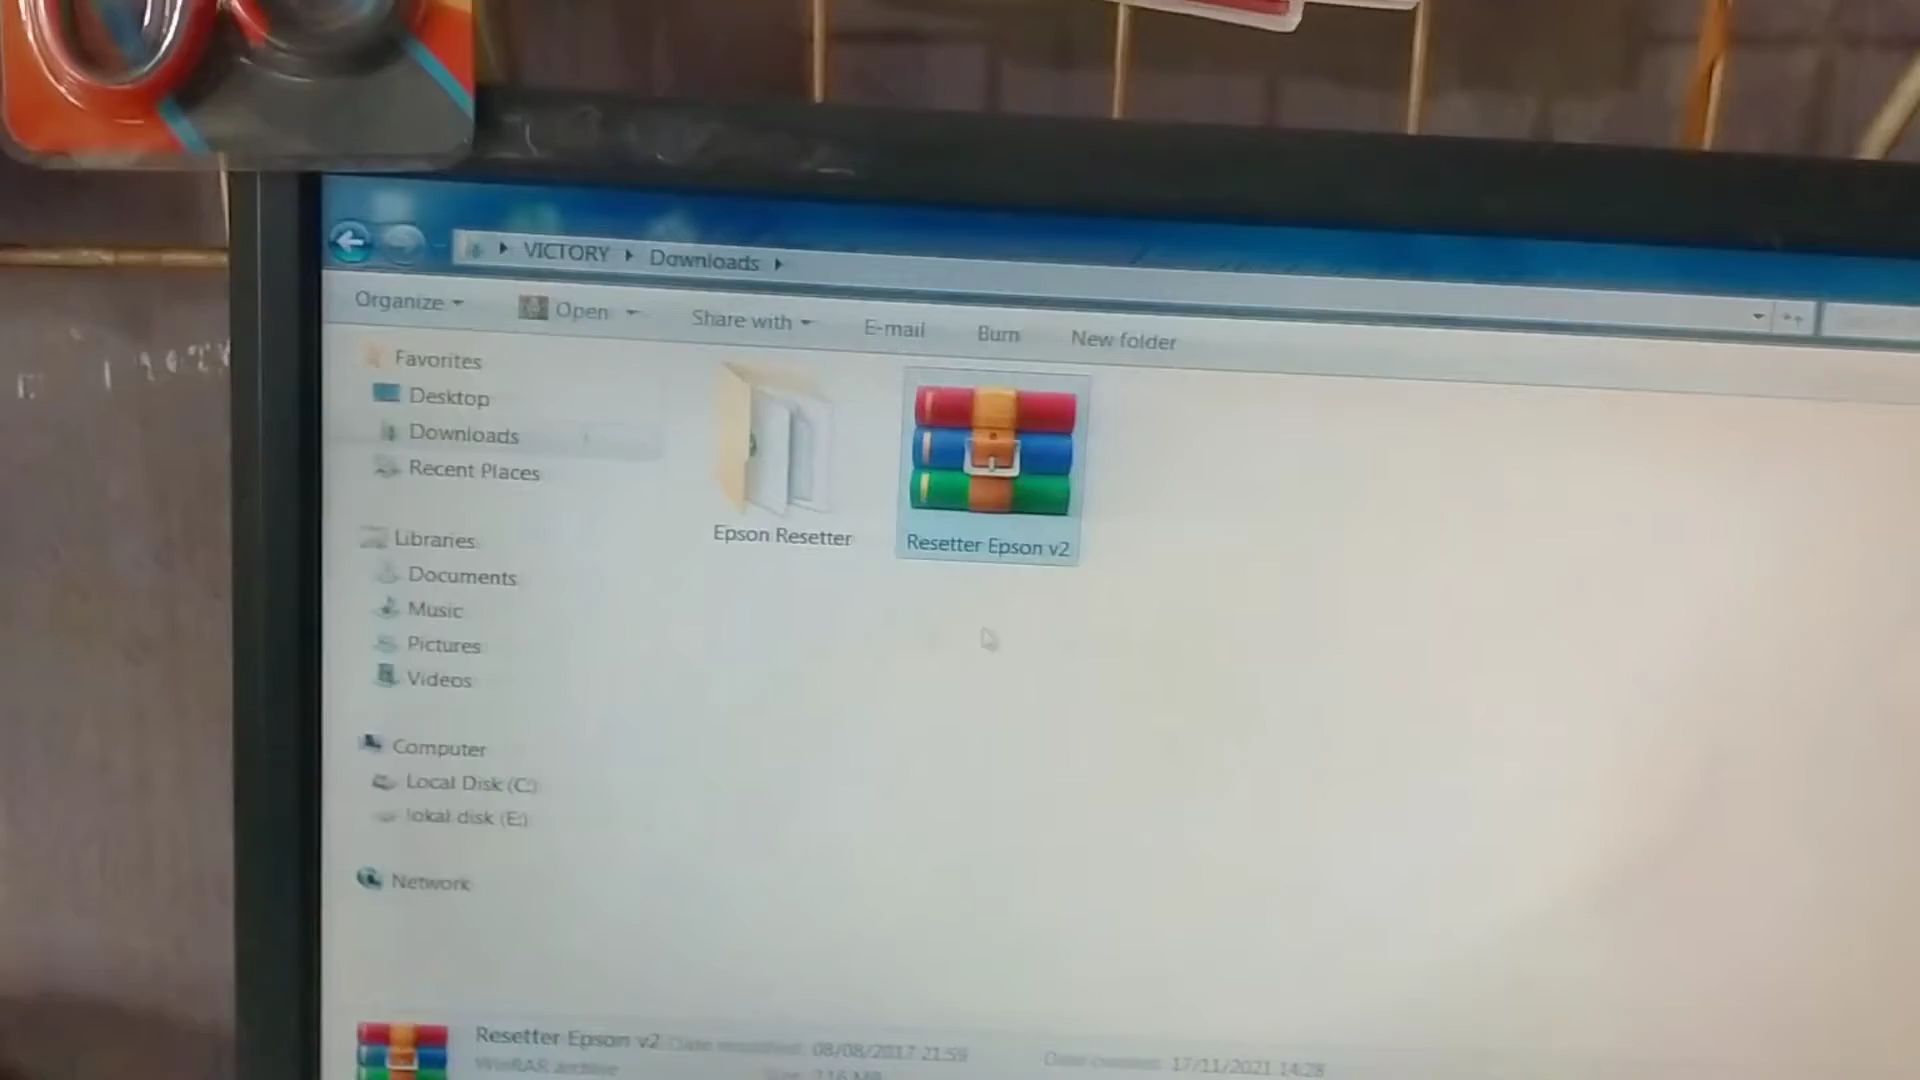 VICTORY Downloads
Organize Open Share with E-mail Burn New folder
Favorites
Desktop
Downloads
Recent Places
Libraries
Documents
Music
Pictures
Videos
Computer
Local Disk (C:)
lokal disk (E:)
Network
Epson Resetter
Resetter Epson v2
Resetter Epson v2 Date modified: 08/08/2017 21:59 Date created: 17/11/2021 14:28
WinRAR archive